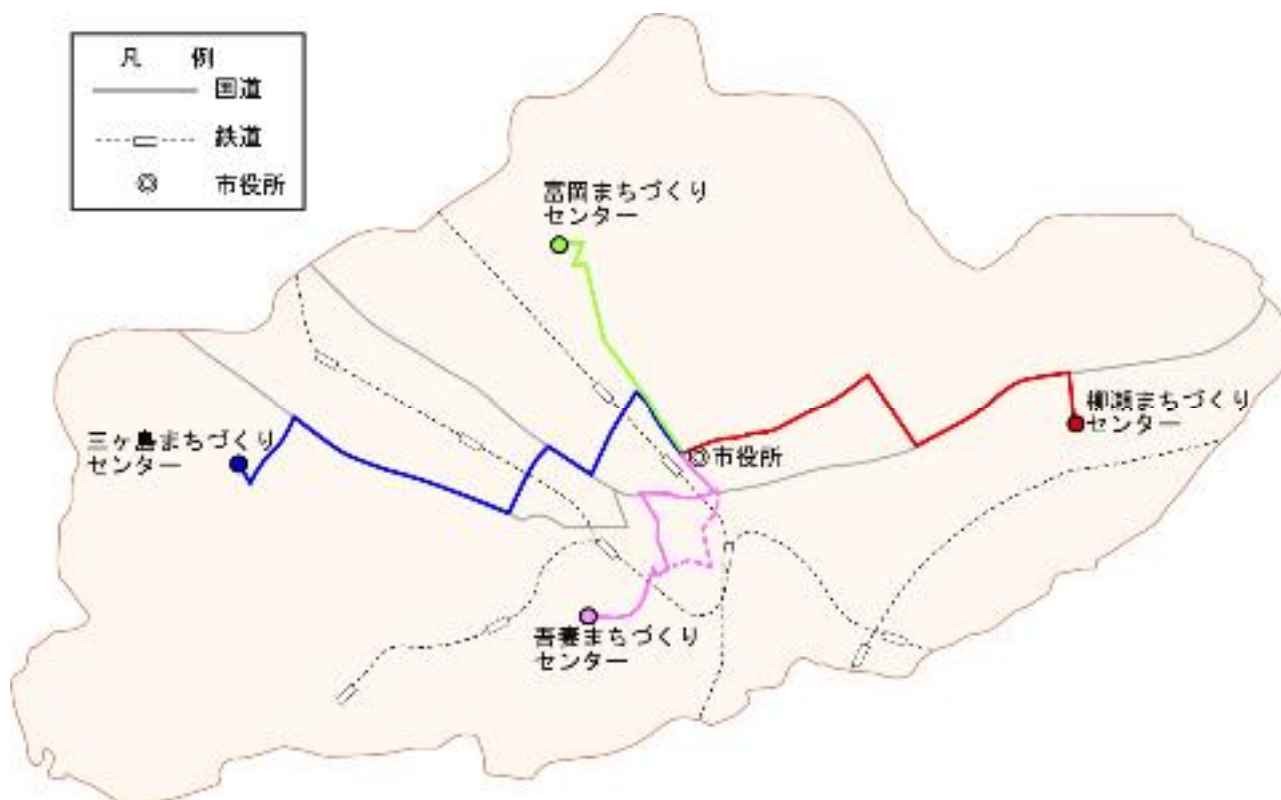 凡 例
国道
鉄道
市役所
富岡まちづくり
センター
柳瀬まちづくり
センター
市役所
三ヶ島まちづくり
センター
吾妻まちづくり
センター